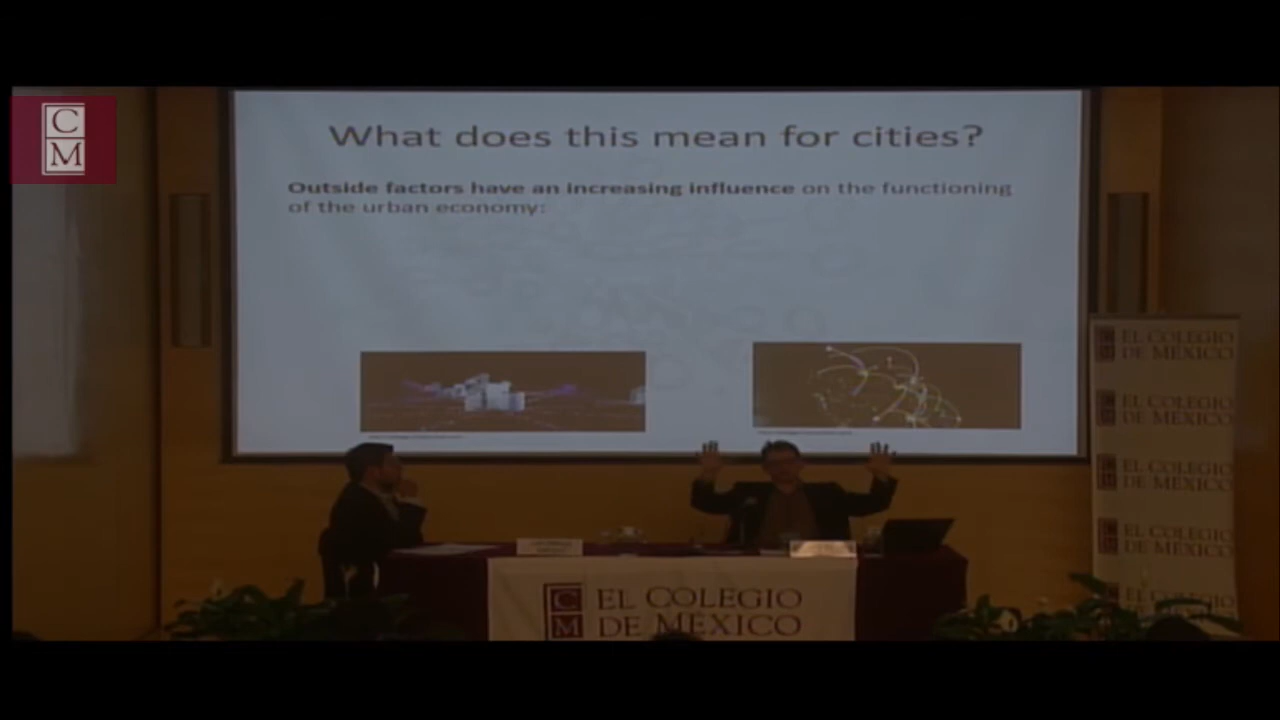 C
M
What does this mean for cities?
Outside factors have an increasing influence on the functioning
of the urban economy:
EL COLEGIO
DE MÉXICO
EL COLEGIO
DE MÉXICO
EL COLEGIO
DE MÉXICO
EL COLEGIO
DE MÉXICO
EL COLEGIO
C
M
EL COLEGIO
DE MÉXICO